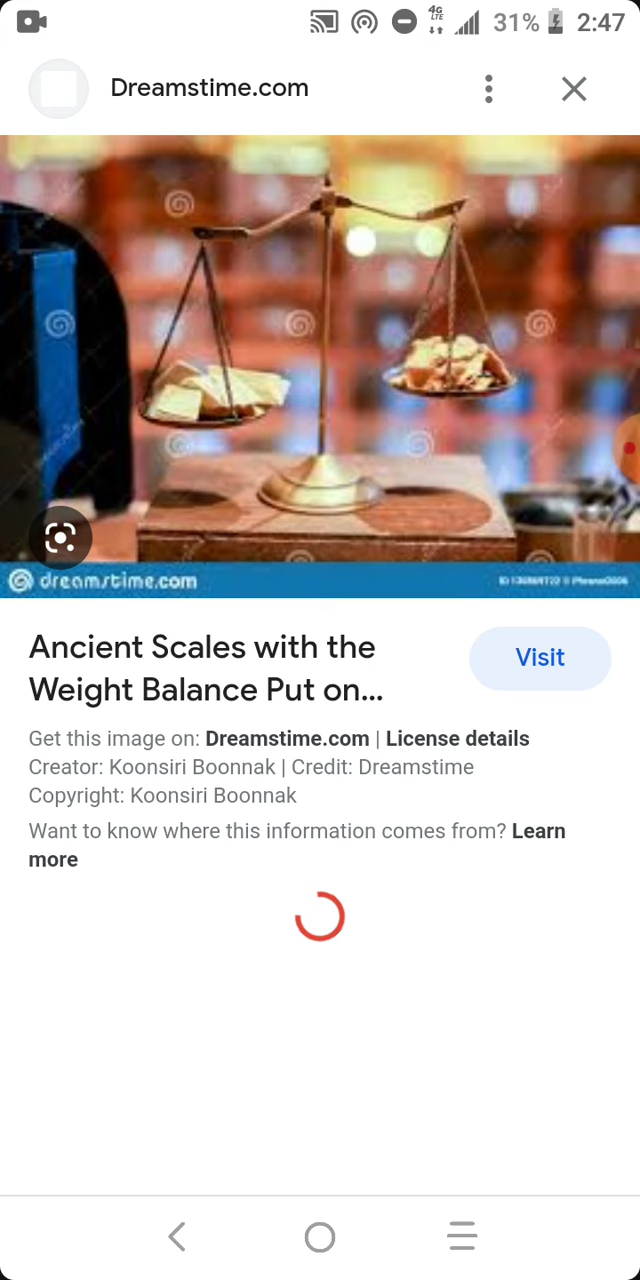 4G
LTE
31%
2:47
Dreamstime.com
dreamstime.com
Ancient Scales with the
Weight Balance Put on...
Visit
Get this image on: Dreamstime.com | License details
Creator: Koonsiri Boonnak | Credit: Dreamstime
Copyright: Koonsiri Boonnak
Want to know where this information comes from? Learn
more